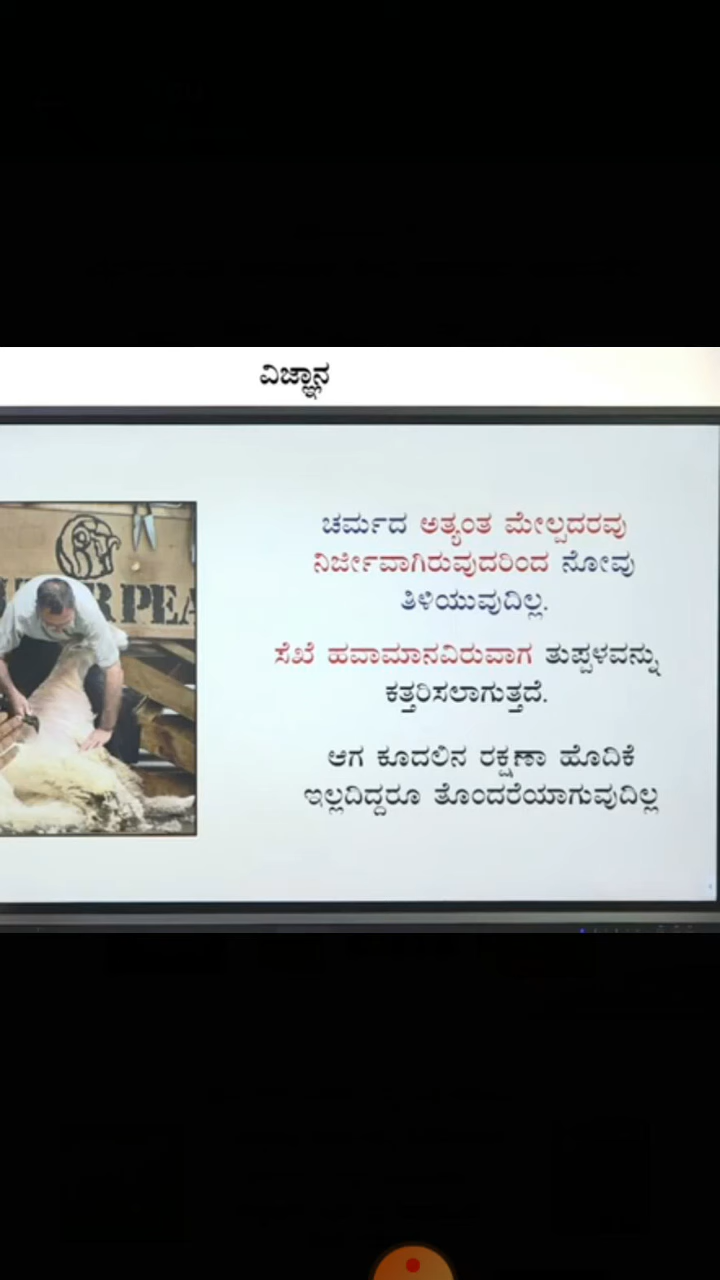 ವಿಜ್ಞಾನ
ಚರ್ಮದ ಅತ್ಯಂತ ಮೇಲ್ಪದರವು
ನಿರ್ಜೀವಾಗಿರುವುದರಿಂದ ನೋವು
ತಿಳಿಯುವುದಿಲ್ಲ.
ಸೆಖೆ ಹವಾಮಾನವಿರುವಾಗ ತುಪ್ಪಳವನ್ನು
ಕತ್ತರಿಸಲಾಗುತ್ತದೆ.
ಆಗ ಕೂದಲಿನ ರಕ್ಷಣಾ ಹೊದಿಕೆ
ಇಲ್ಲದಿದ್ದರೂ ತೊಂದರೆಯಾಗುವುದಿಲ್ಲ